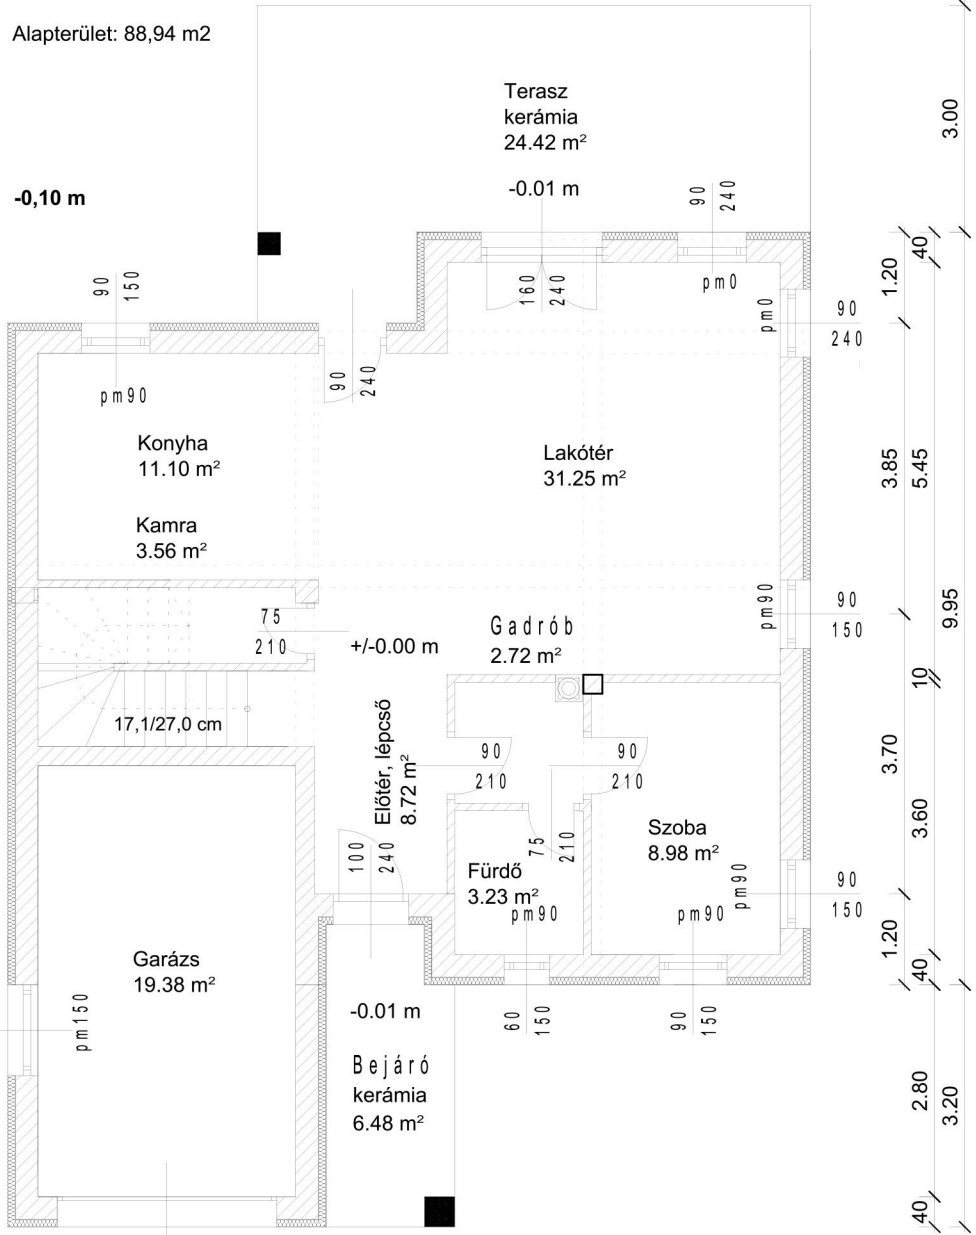 Alapterület: 88,94 m2
Terasz
kerámia
24.42 m²
-0.01 m
-0,10 m
3.00
90
240
pm0
160
240
90
150
pm90
90
240
pm0
90
240
40
1.20
Konyha
11.10 m²
Kamra
3.56 m²
Lakótér
31.25 m²
3.85
5.45
9.95
75
210
+/-0.00 m
Gadrób
2.72 m²
pm90
90
150
10
17,1/27,0 cm
Előtér, lépcső
8.72 m²
90
210
90
210
3.70
3.60
75
210
Szoba
8.98 m²
Fürdő
3.23 m²
pm90
pm90
pm90
90
150
100
240
1.20
40
Garázs
19.38 m²
pm150
-0.01 m
60
150
90
150
Bejáró
kerámia
6.48 m²
2.80
3.20
40